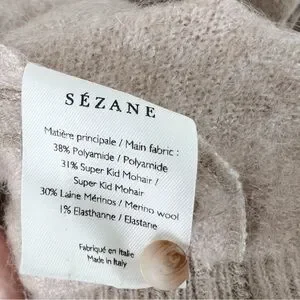 SÉZANE
Matière principale / Main fabric :
38% Polyamide / Polyamide
31% Super Kid Mohair /
Super Kid Mohair
30% Laine Mérinos / Merino wool
1% Elasthanne / Elastane
Fabriqué en Italie
Made in Italy